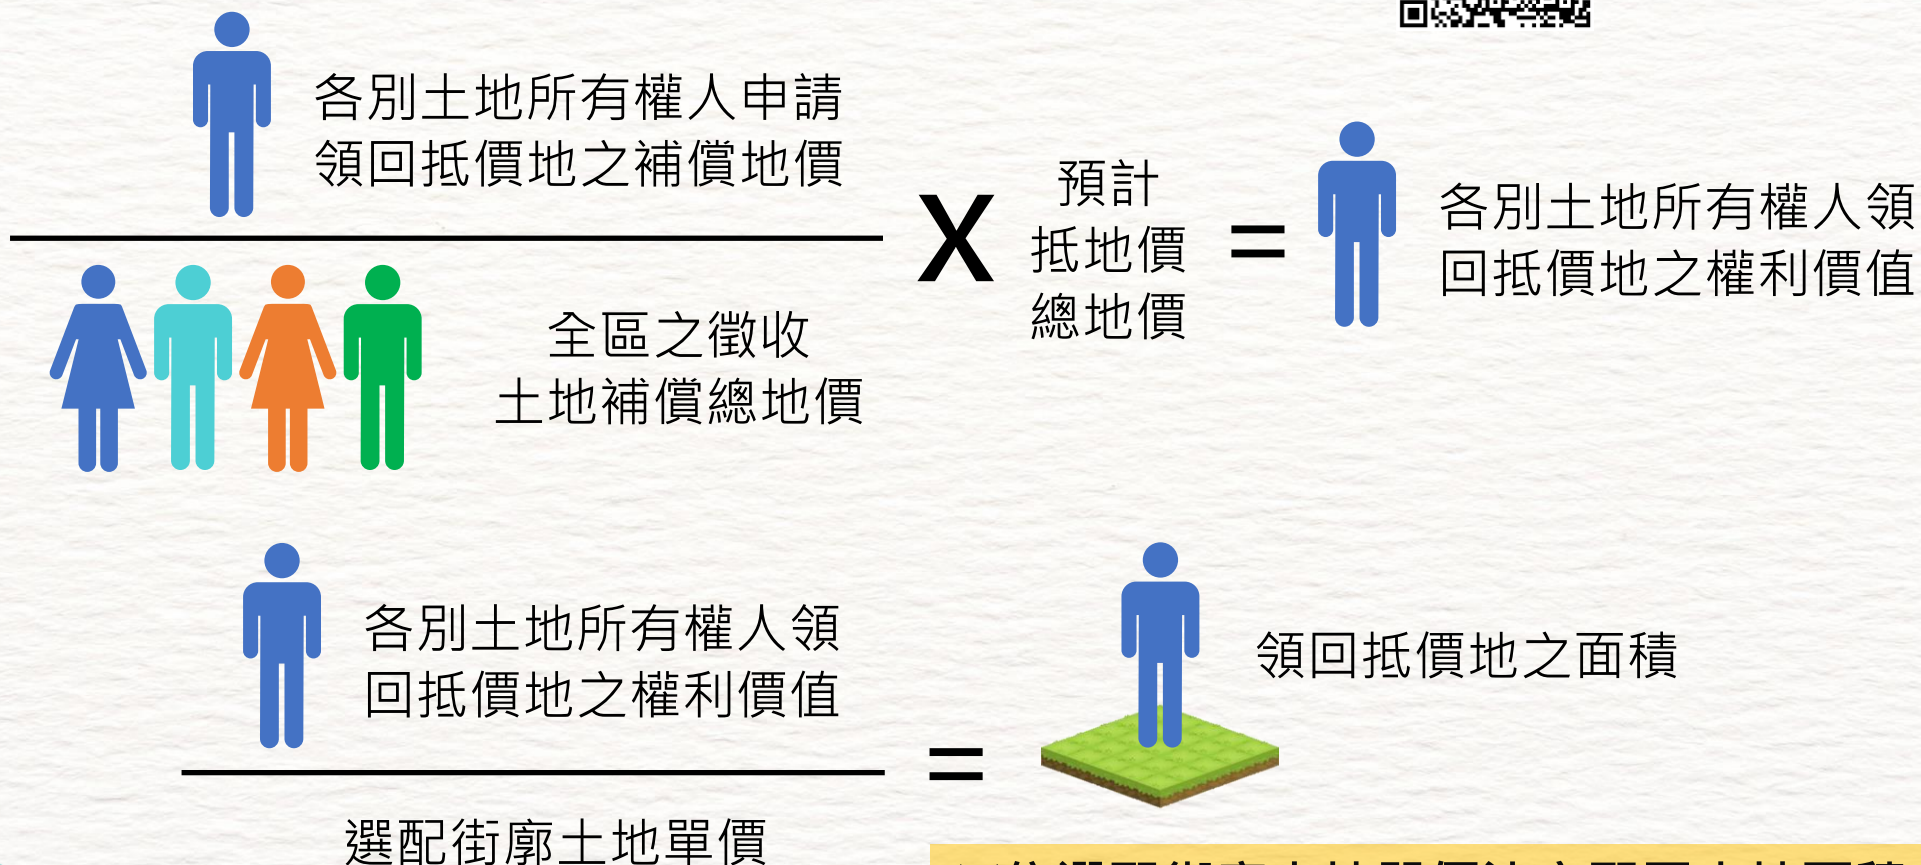 各別土地所有權人申請
領回抵價地之補償地價
全區之徵收
土地補償總地價
X
預計
抵地價
總地價
=
各別土地所有權人領
回抵價地之權利價值
各別土地所有權人領
回抵價地之權利價值
選配街廓土地單價
=
領回抵價地之面積